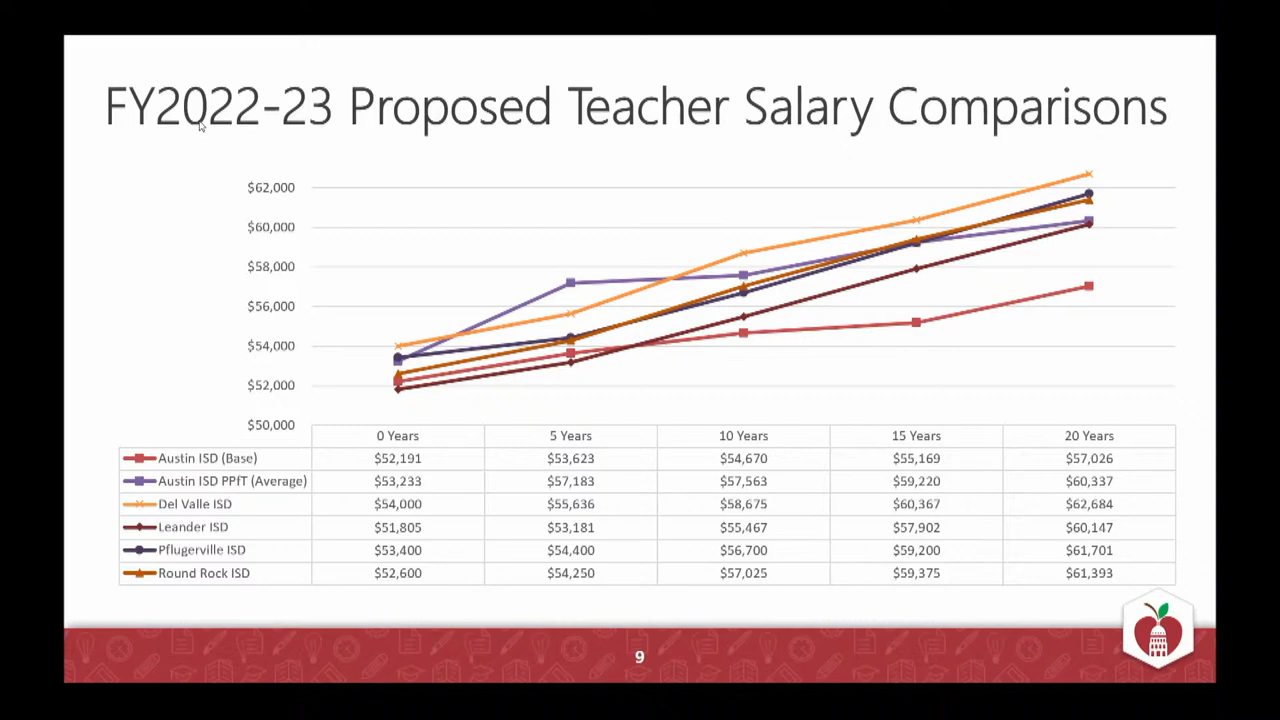 FY2022-23 Proposed Teacher Salary Comparisons
$62,000
$60,000
$58,000
$56,000
$54,000
$52,000
$50,000
0 Years 5 Years 10 Years 15 Years 20 Years
Austin ISD (Base) $52,191 $53,623 $54,670 $55,169 $57,026
Austin ISD PPfT (Average) $53,233 $57,183 $57,563 $59,220 $60,337
Del Valle ISD $54,000 $55,636 $58,675 $60,367 $62,684
Leander ISD $51,805 $53,181 $55,467 $57,902 $60,147
Pflugerville ISD $53,400 $54,400 $56,700 $59,200 $61,701
Round Rock ISD $52,600 $54,250 $57,025 $59,375 $61,393
9